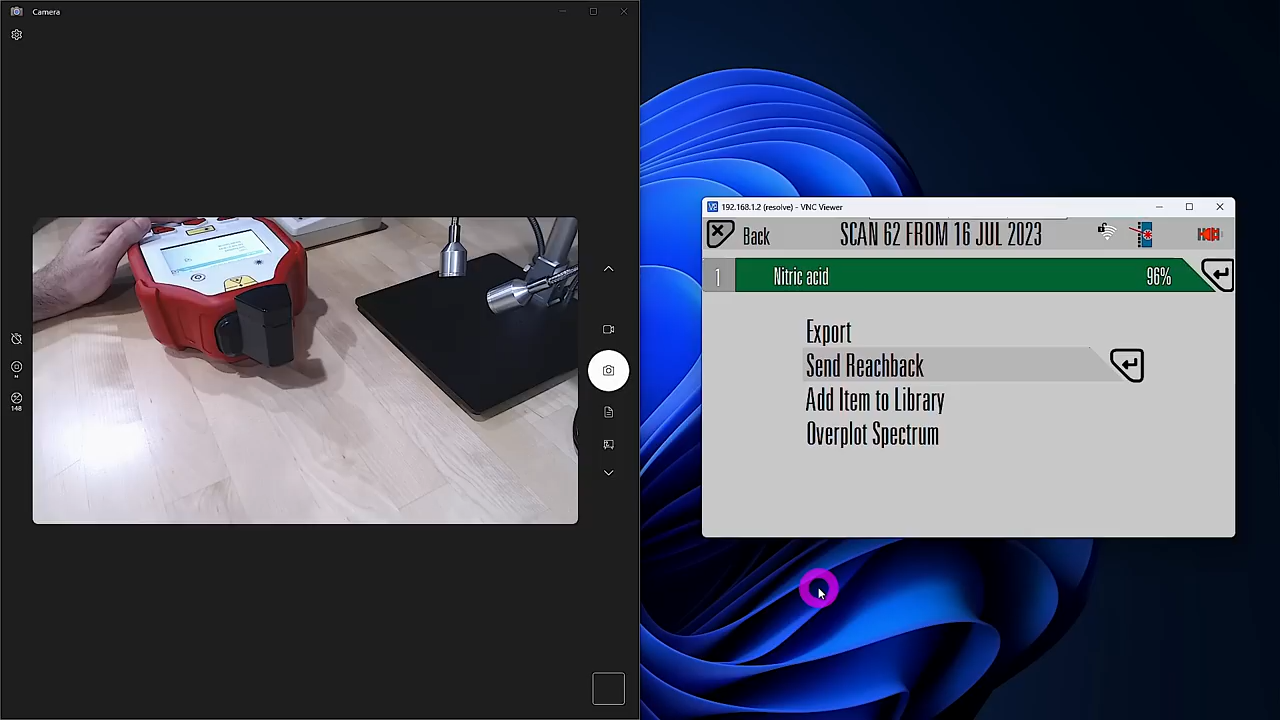 Camera
148
192.168.1.2 (resolve) - VNC Viewer
Back
SCAN 62 FROM 16 JUL 2023
1
Nitric acid
96%
Export
Send Reachback
Add Item to Library
Overplot Spectrum